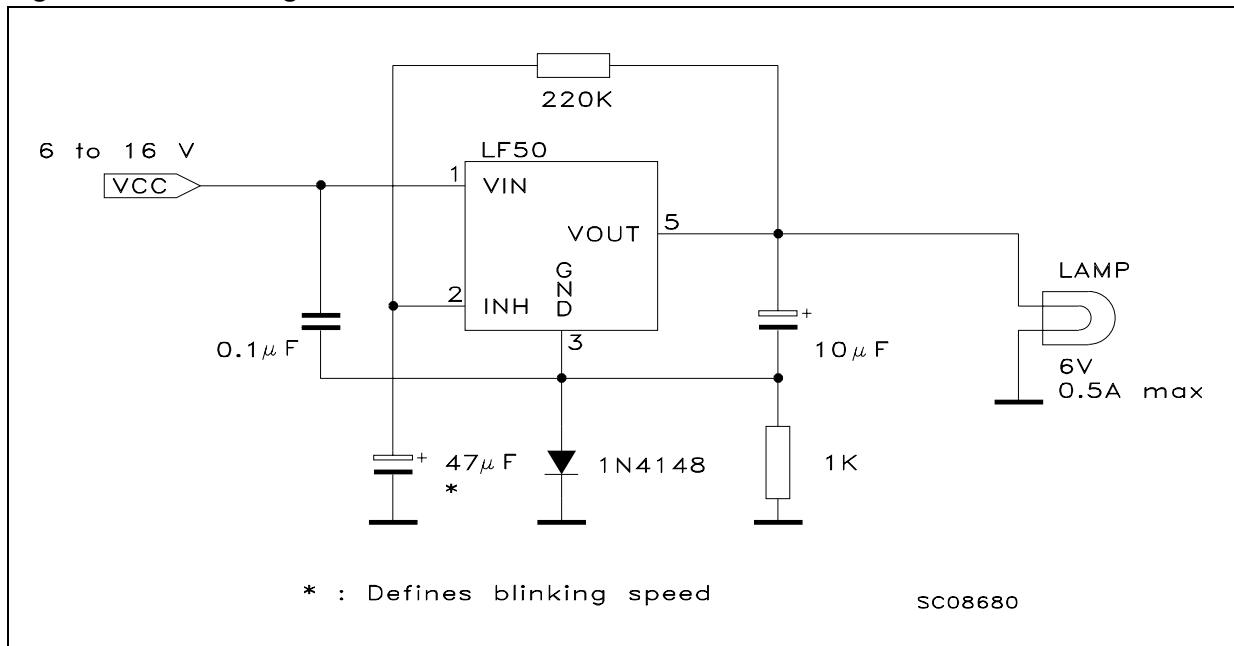 220K
6 to 16 V
LF50
VCC
1
VIN
5
VOUT
GND
2
INH
LAMP
3
0.1μF
+
10μF
6V
0.5A max
+
47μF
*
1N4148
1K
* : Defines blinking speed
SC08680